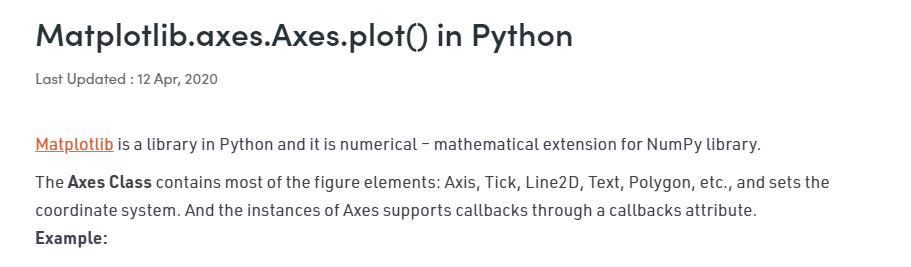 Matplotlib.axes.Axes.plot() in Python
Last Updated : 12 Apr, 2020
Matplotlib is a library in Python and it is numerical – mathematical extension for NumPy library.
The Axes Class contains most of the figure elements: Axis, Tick, Line2D, Text, Polygon, etc., and sets the
coordinate system. And the instances of Axes supports callbacks through a callbacks attribute.
Example: